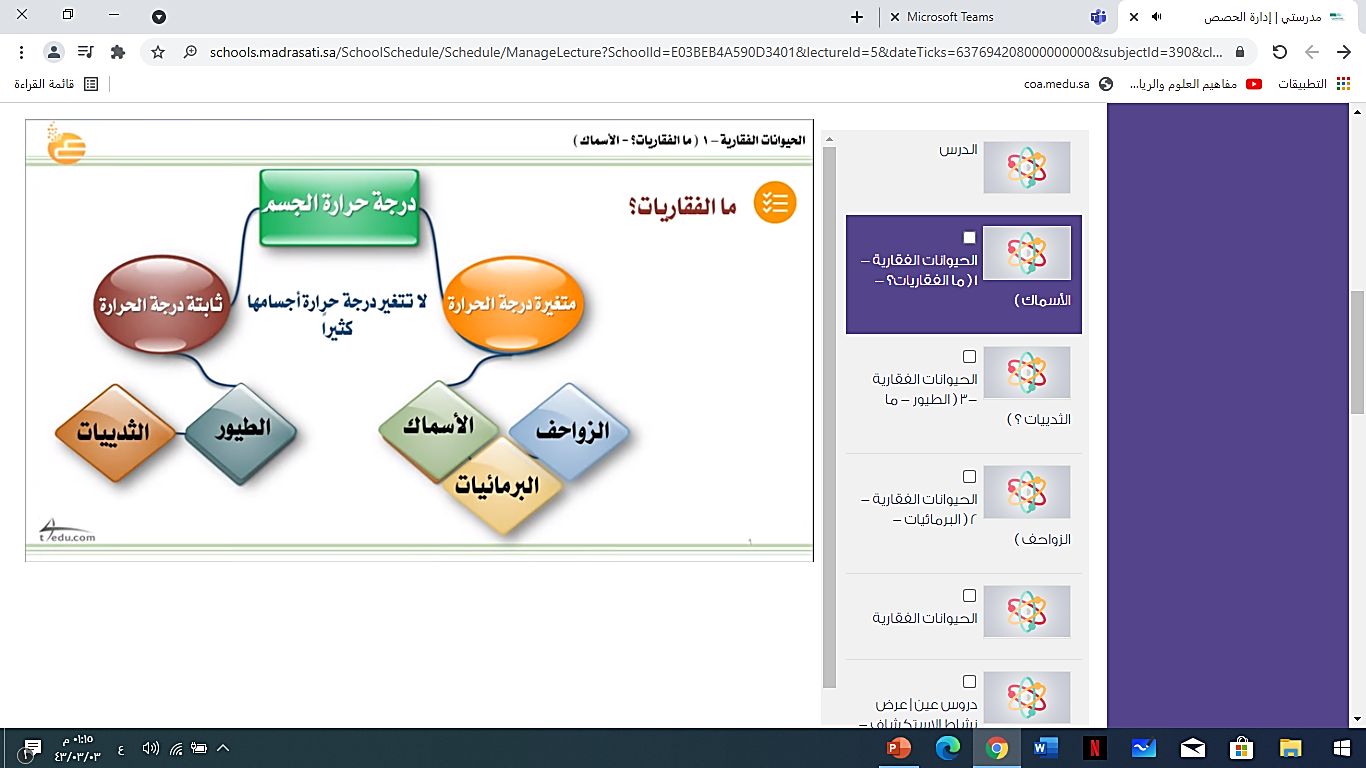 مدرستي | إدارة الحصص
Microsoft Teams
schools.madrasati.sa/SchoolSchedule/Schedule/ManageLecture?SchoolId=E03BEB4A590D3401&lectureId=5&dateTicks=637694208000000000&subjectId=390&cl...
التطبيقات
مفاهيم العلوم والريا...
coa.medu.sa
قائمة القراءة
الحيوانات الفقارية – ١ ( ما الفقاريات؟ - الأسماك )
ما الفقاريات؟
درجة حرارة الجسم
متغيرة درجة الحرارة
لا تتغير درجة حرارة أجسامها
كثيراً
ثابتة درجة الحرارة
الزواحف
الأسماك
البرمائيات
الطيور
الثدييات
t4edu.com
١
الدرس
الحيوانات الفقارية –
١ ( ما الفقاريات؟ –
الأسماك )
الحيوانات الفقارية
–٣ ( الطيور – ما
الثدييات ؟ )
الحيوانات الفقارية –
٢ ( البرمائيات –
الزواحف )
الحيوانات الفقارية
دروس عين | عرض
نشاط الاستكشاف –
٠١:١٥ م
٤٣/٠٣/٠٣
ع
١